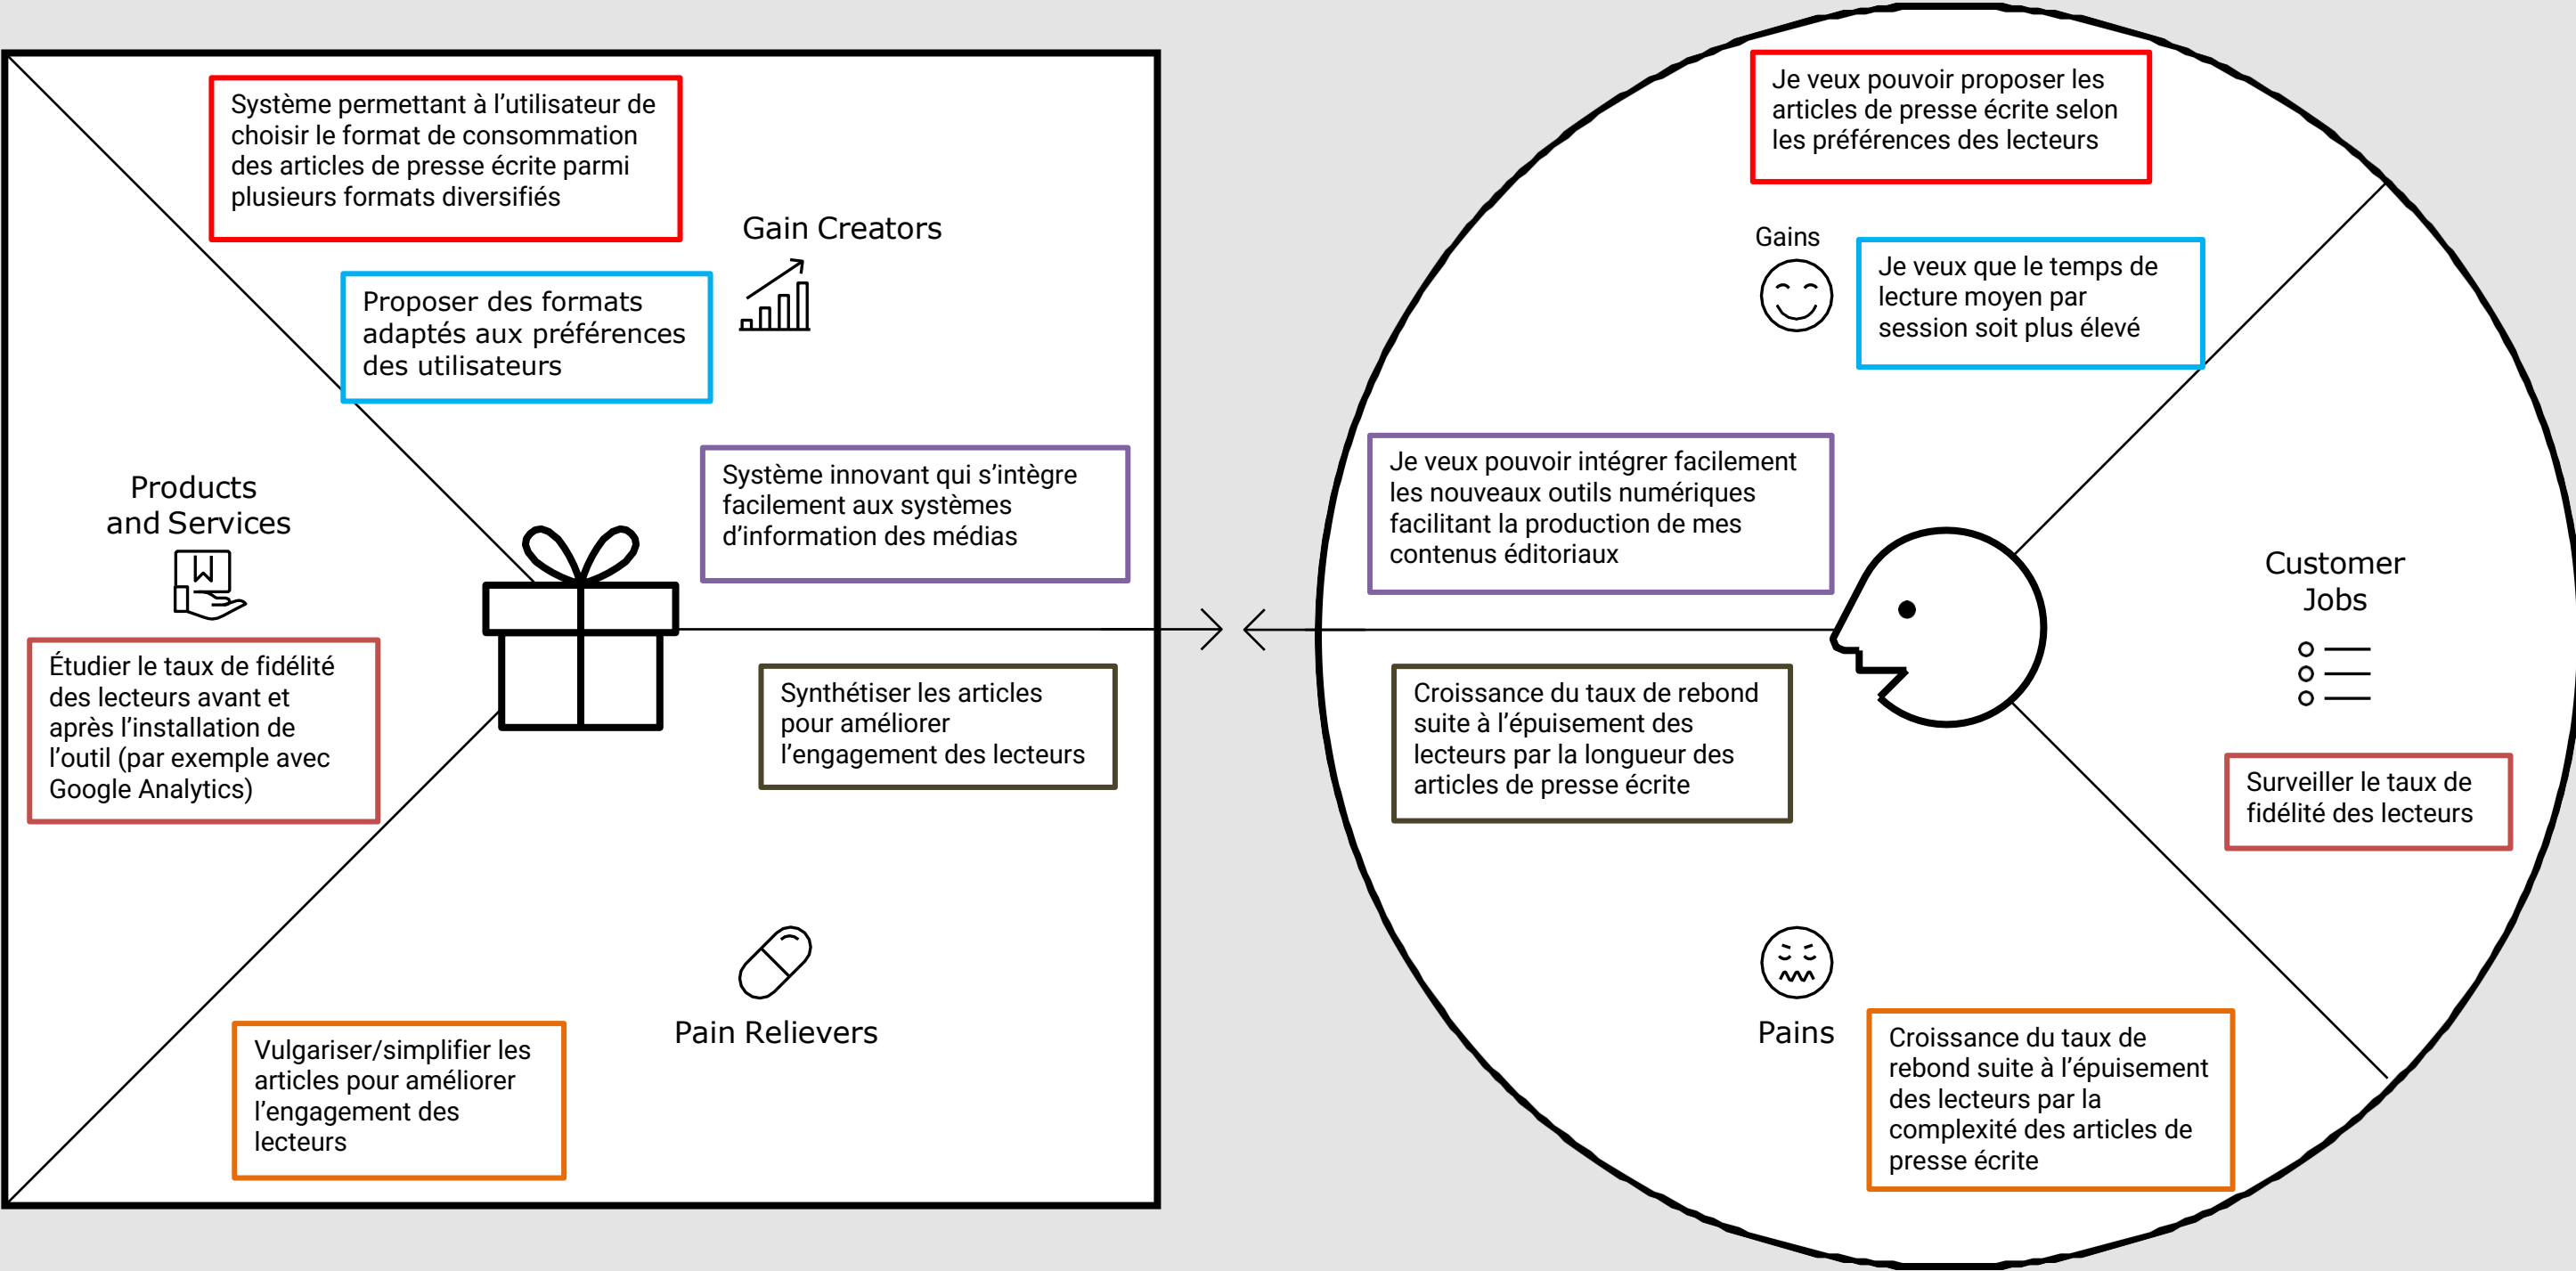 Système permettant à l’utilisateur de
choisir le format de consommation
des articles de presse écrite parmi
plusieurs formats diversifiés
Gain Creators
Proposer des formats
adaptés aux préférences
des utilisateurs
Système innovant qui s’intègre
facilement aux systèmes
d’information des médias
Products
and Services
Étudier le taux de fidélité
des lecteurs avant et
après l’installation de
l’outil (par exemple avec
Google Analytics)
Synthétiser les articles
pour améliorer
l’engagement des lecteurs
Pain Relievers
Vulgariser/simplifier les
articles pour améliorer
l’engagement des
lecteurs
Je veux pouvoir proposer les
articles de presse écrite selon
les préférences des lecteurs
Gains
Je veux que le temps de
lecture moyen par
session soit plus élevé
Je veux pouvoir intégrer facilement
les nouveaux outils numériques
facilitant la production de mes
contenus éditoriaux
Customer
Jobs
Surveiller le taux de
fidélité des lecteurs
Croissance du taux de rebond
suite à l’épuisement des
lecteurs par la longueur des
articles de presse écrite
Pains
Croissance du taux de
rebond suite à l’épuisement
des lecteurs par la
complexité des articles de
presse écrite